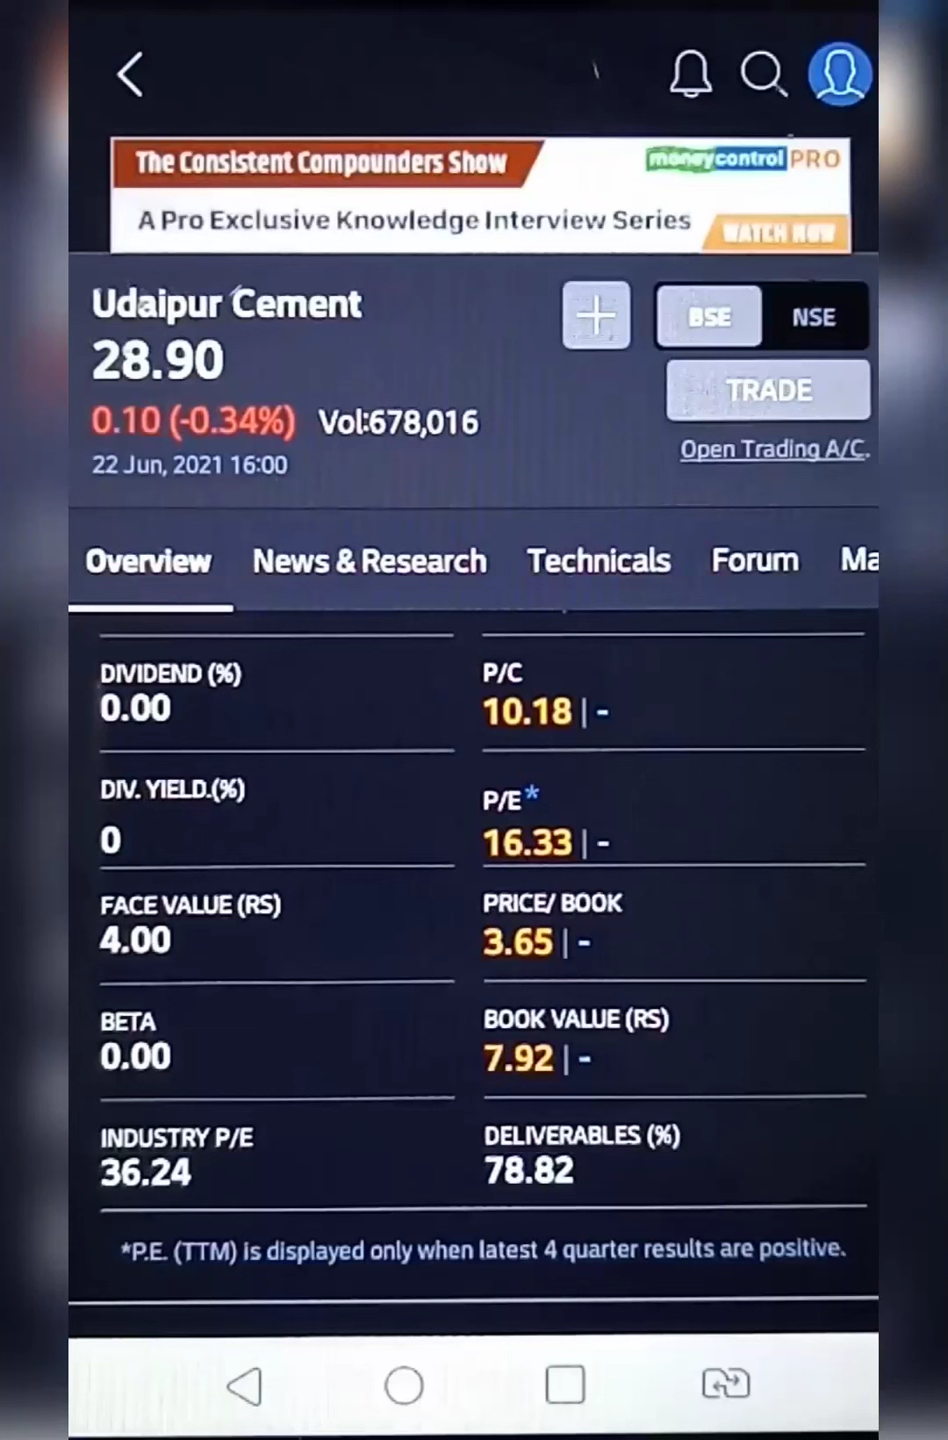 The Consistent Compounders Show
moneycontrol PRO
A Pro Exclusive Knowledge Interview Series
WATCH NOW
Udaipur Cement
28.90
0.10 (-0.34%) Vol:678,016
22 Jun, 2021 16:00
BSE NSE
TRADE
Open Trading A/C.
Overview News & Research Technicals Forum Ma
DIVIDEND (%)
0.00
P/C
10.18 | -
DIV. YIELD.(%)
0
P/E*
16.33 | -
FACE VALUE (RS)
4.00
PRICE/ BOOK
3.65 | -
BETA
0.00
BOOK VALUE (RS)
7.92 | -
INDUSTRY P/E
36.24
DELIVERABLES (%)
78.82
*P.E. (TTM) is displayed only when latest 4 quarter results are positive.